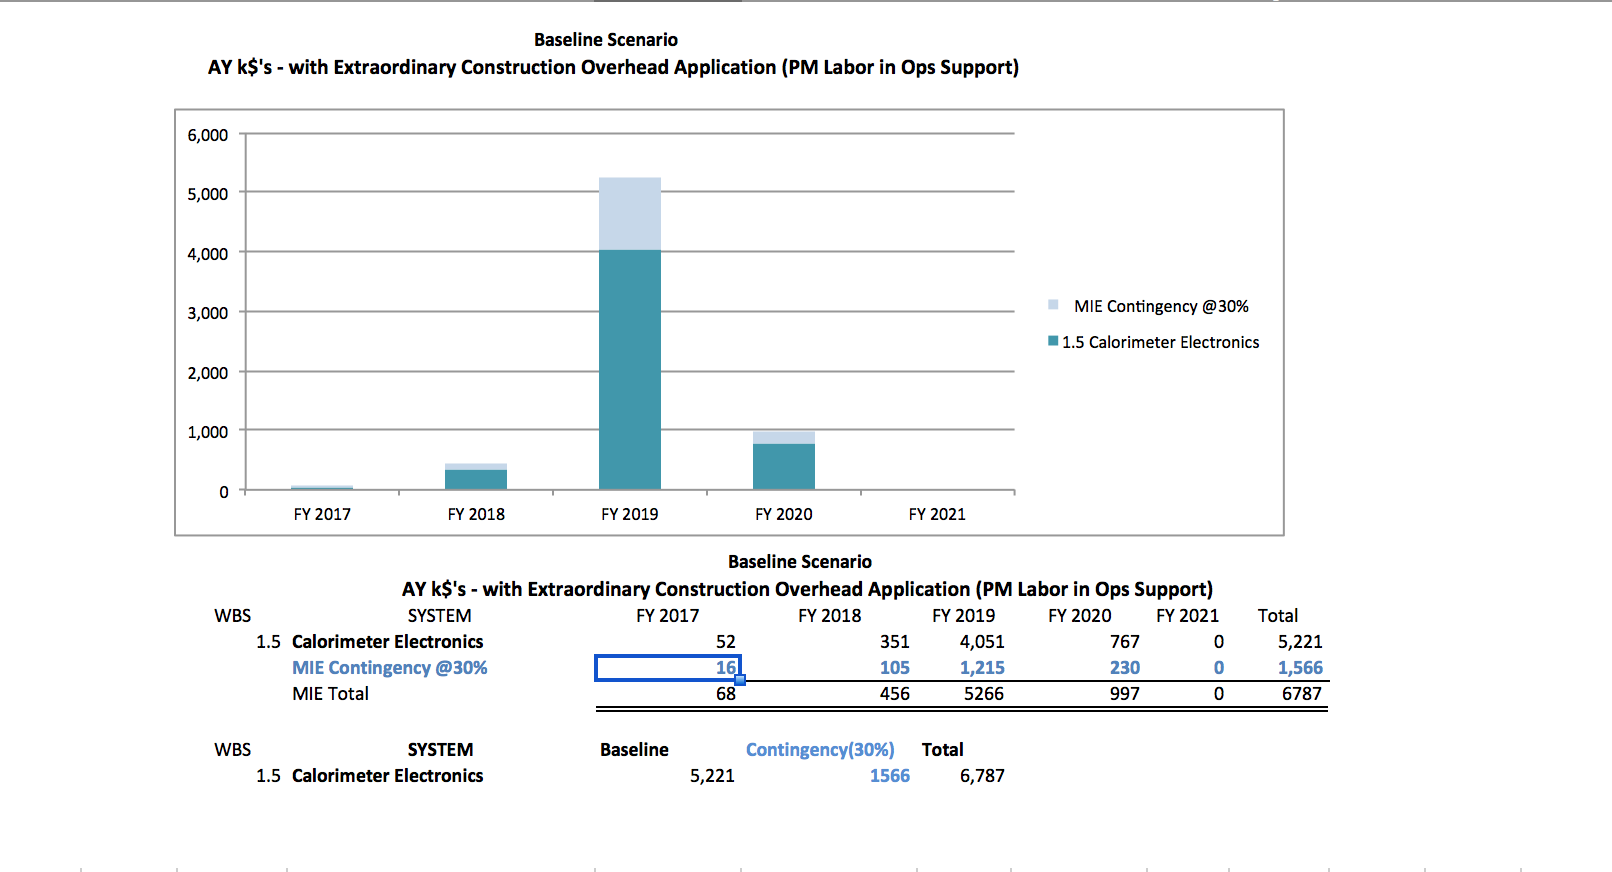 Baseline Scenario
AY k$'s - with Extraordinary Construction Overhead Application (PM Labor in Ops Support)
6,000
5,000
4,000
3,000
2,000
1,000
0
FY 2017 FY 2018 FY 2019 FY 2020 FY 2021
MIE Contingency @30%
1.5 Calorimeter Electronics
Baseline Scenario
AY k$'s - with Extraordinary Construction Overhead Application (PM Labor in Ops Support)
WBS SYSTEM FY 2017 FY 2018 FY 2019 FY 2020 FY 2021 Total
1.5 Calorimeter Electronics 52 351 4,051 767 0 5,221
MIE Contingency @30% 16 105 1,215 230 0 1,566
MIE Total 68 456 5266 997 0 6787
WBS SYSTEM Baseline Contingency(30%) Total
1.5 Calorimeter Electronics 5,221 1566 6,787